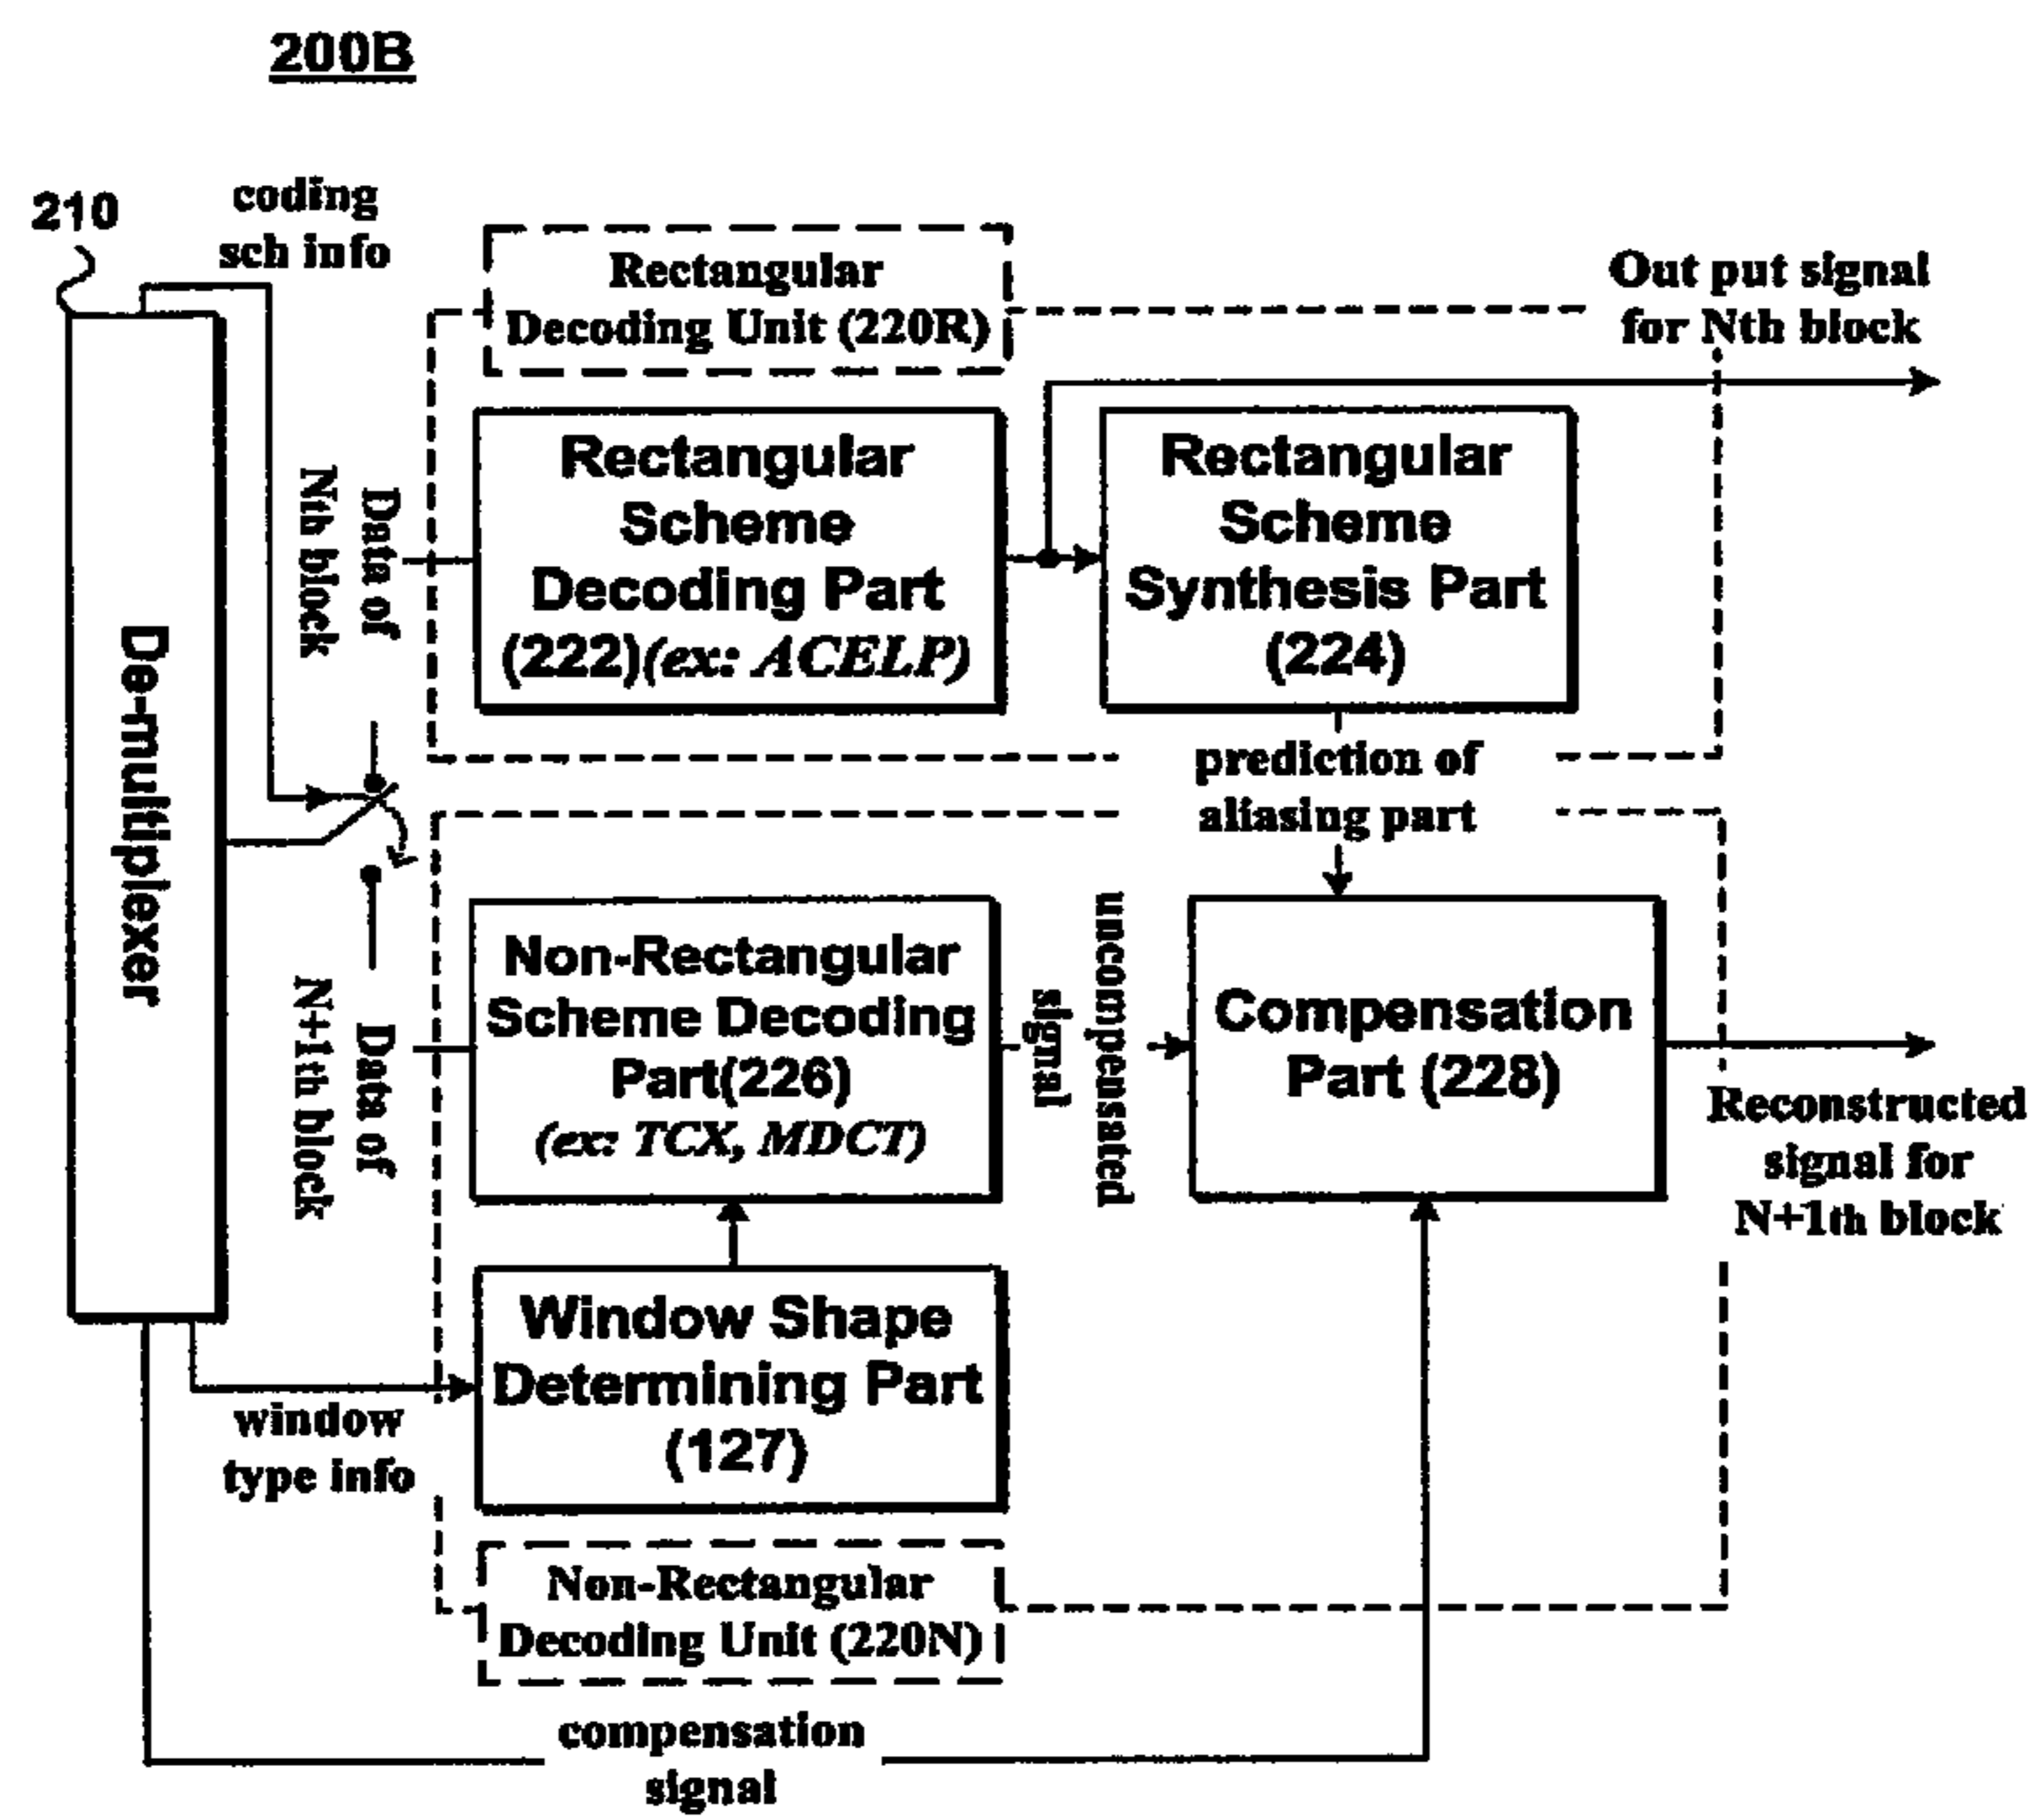 200B
210
coding
sch info
Rectangular
Decoding Unit (220R)
Out put signal
for Nth block
De-multiplexer
Data of
Nth block
Rectangular
Scheme
Decoding Part
(222)(ex: ACELP)
Rectangular
Scheme
Synthesis Part
(224)
prediction of
aliasing part
Data of
N+1th block
Non-Rectangular
Scheme Decoding
Part(226)
(ex: TCX, MDCT)
uncompensated
signal
Compensation
Part (228)
Reconstructed
signal for
N+1th block
Window Shape
Determining Part
(127)
window
type info
Non-Rectangular
Decoding Unit (220N)
compensation
signal